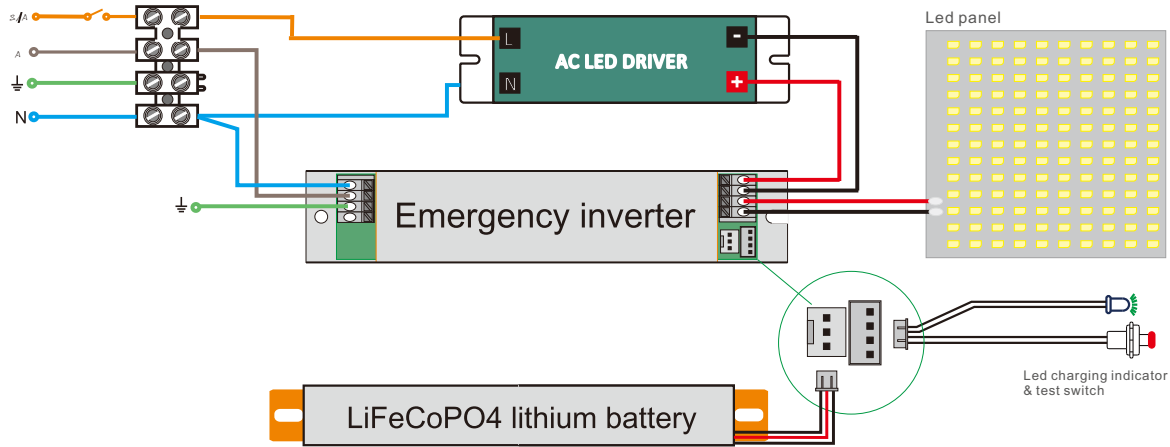 S/A
Led panel
L
-
AC LED DRIVER
A
N
+
N
Emergency inverter
Led charging indicator
& test switch
LiFeCoPO4 lithium battery